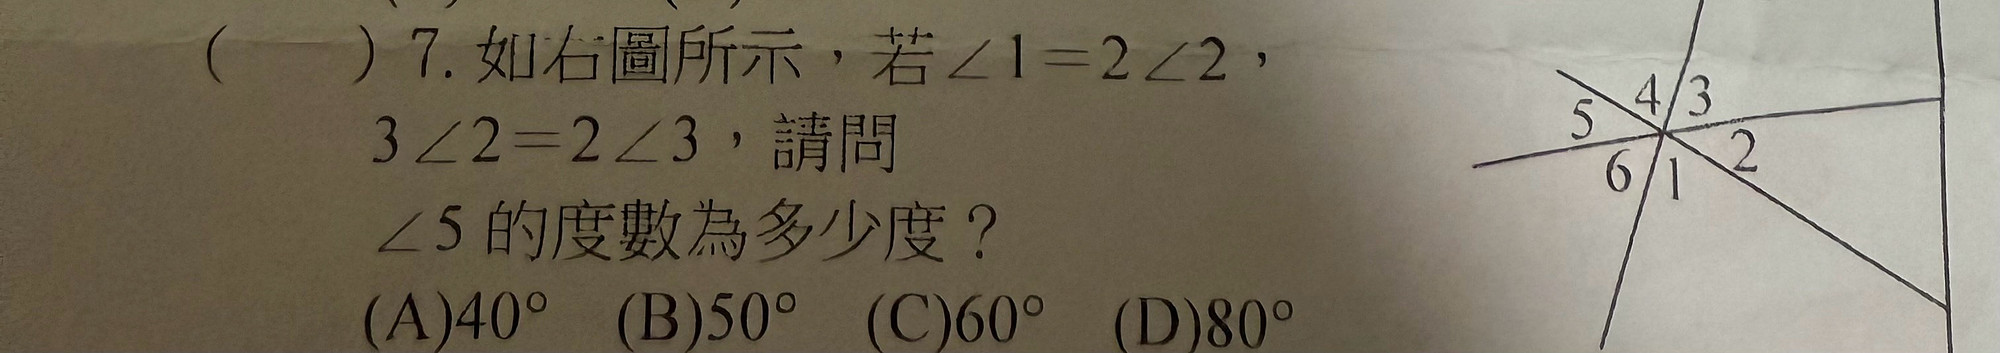 (　　) 7. 如右圖所示，若∠1=2∠2，
3∠2=2∠3，請問
∠5 的度數為多少度？
(A)40° (B)50° (C)60° (D)80°
4 3
5
2
6 1